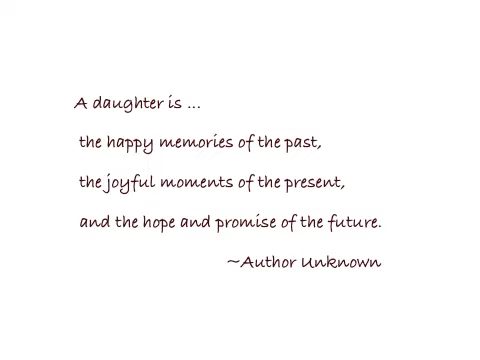 A daughter is ...
the happy memories of the past,
the joyful moments of the present,
and the hope and promise of the future.
~Author Unknown